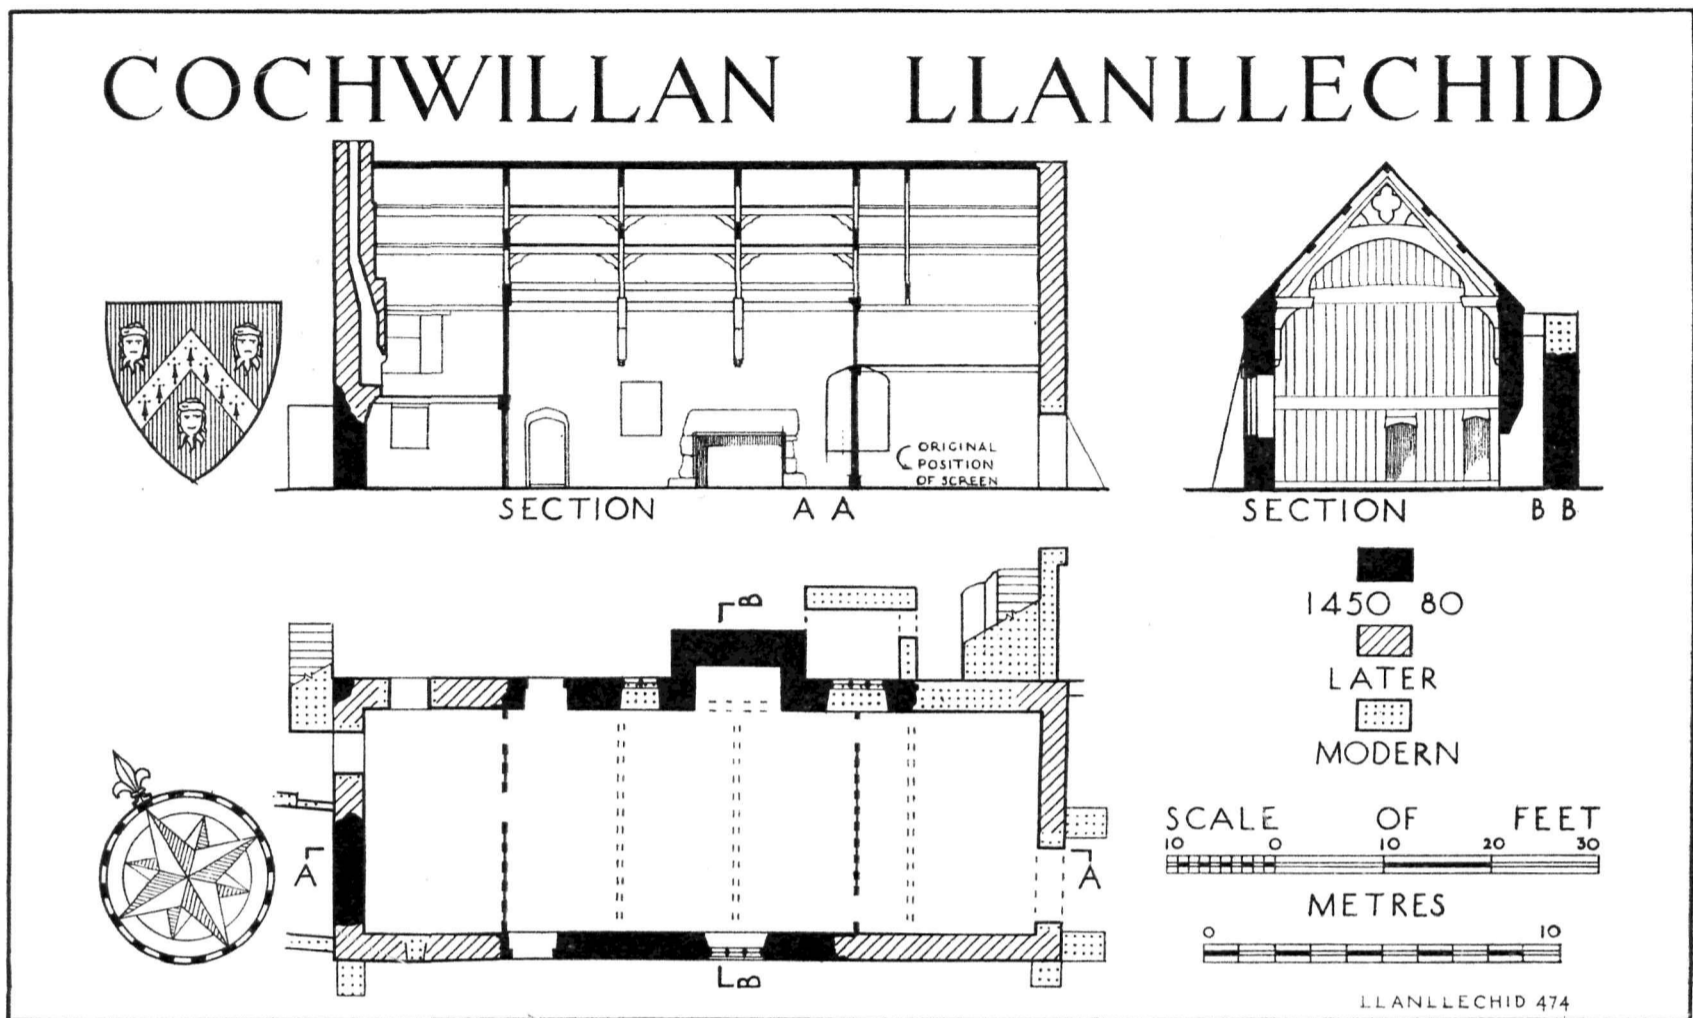 COCHWILLAN LLANLLECHID
ORIGINAL
POSITION
OF SCREEN
SECTION A A
SECTION B B
1450 80
LATER
MODERN
B
A
A
B
SCALE OF FEET
10 0 10 20 30
METRES
0 10
LLANLLECHID 474